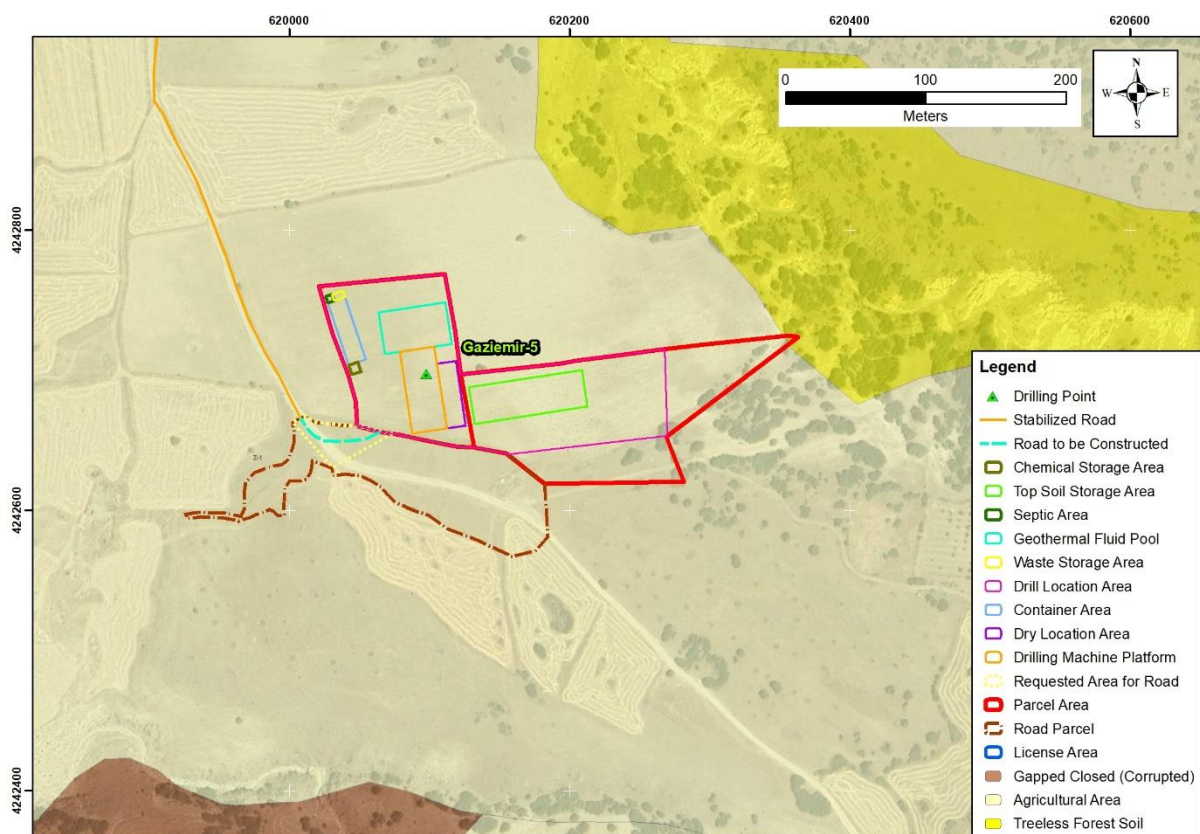 620000
620200
620400
620600
0
100
200
Meters
N
W
E
S
4242800
4242600
4242400
Gaziemir-5
Z-1
Legend
Drilling Point
Stabilized Road
Road to be Constructed
Chemical Storage Area
Top Soil Storage Area
Septic Area
Geothermal Fluid Pool
Waste Storage Area
Drill Location Area
Container Area
Dry Location Area
Drilling Machine Platform
Requested Area for Road
Parcel Area
Road Parcel
License Area
Gapped Closed (Corrupted)
Agricultural Area
Treeless Forest Soil